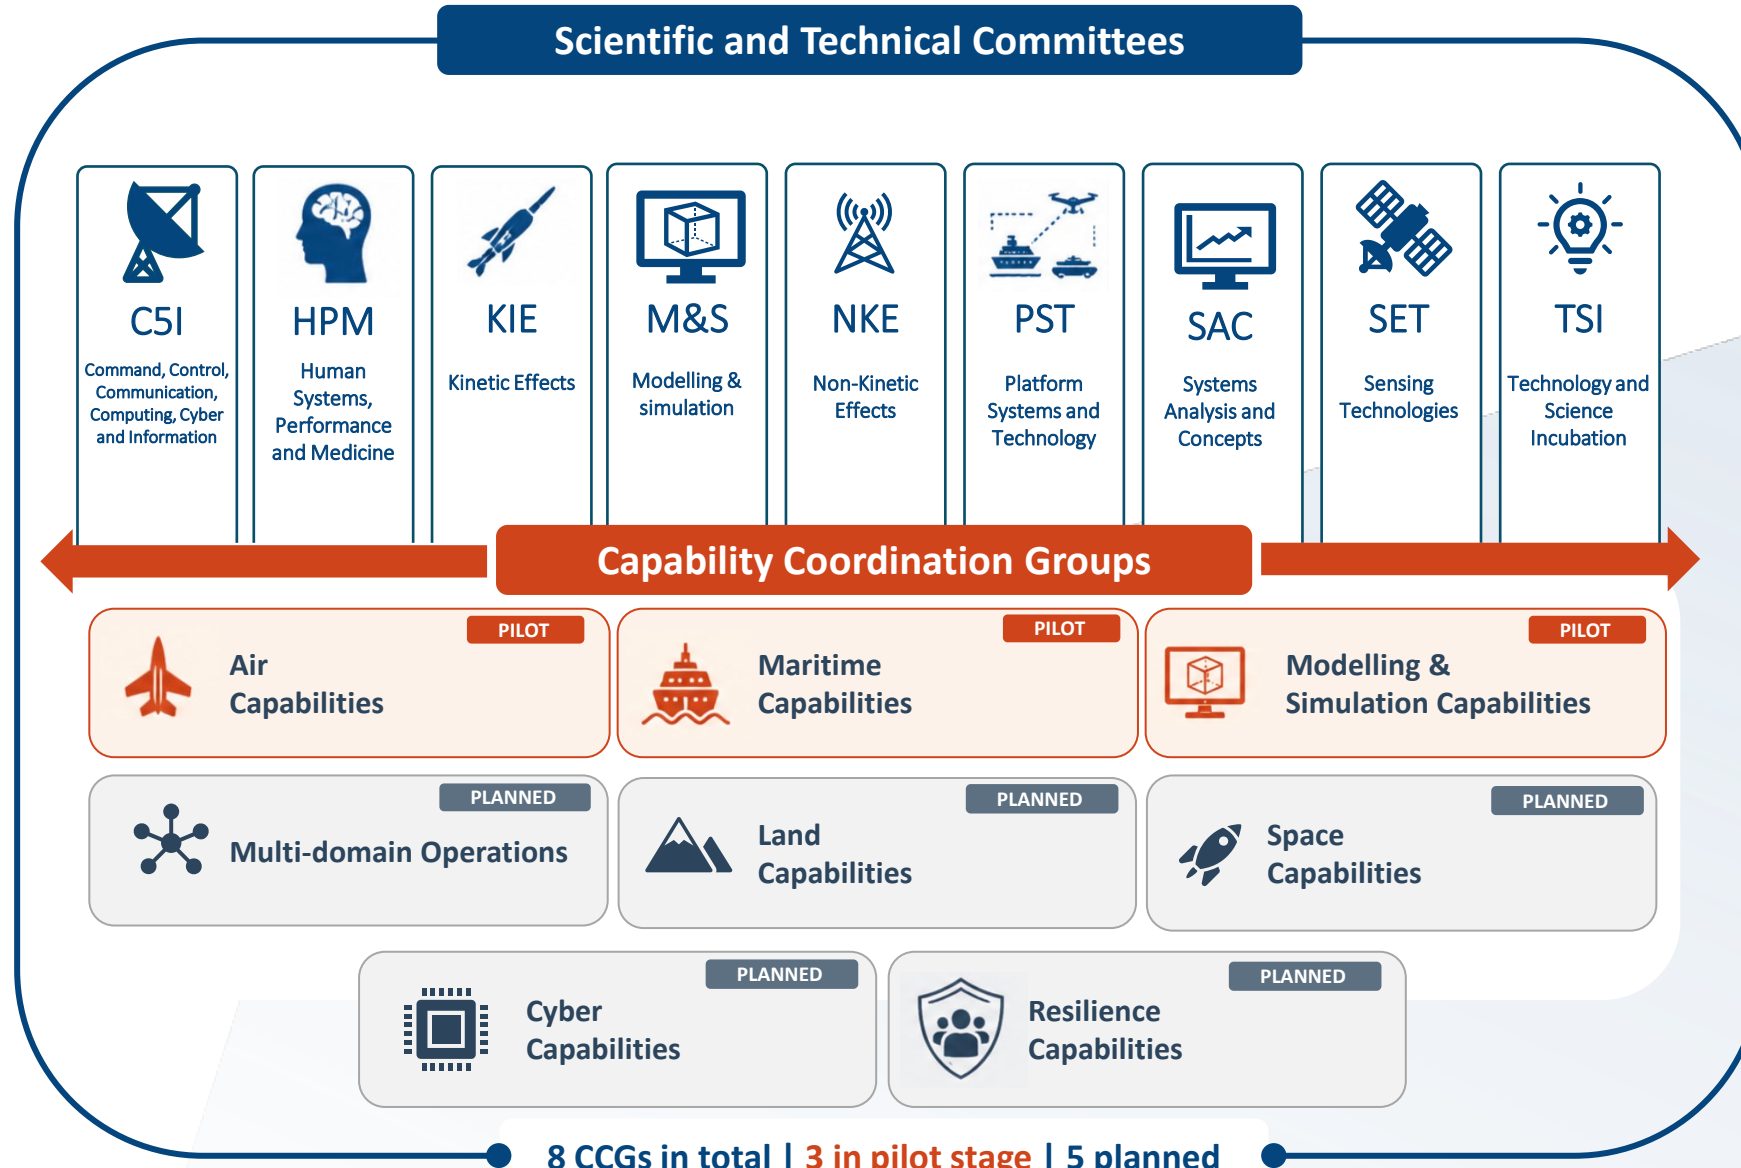 Scientific and Technical Committees
C5I
Command, Control,
Communication,
Computing, Cyber
and Information
HPM
Human
Systems,
Performance
and Medicine
KIE
Kinetic Effects
M&S
Modelling &
simulation
NKE
Non-Kinetic
Effects
PST
Platform
Systems and
Technology
SAC
Systems
Analysis and
Concepts
SET
Sensing
Technologies
TSI
Technology and
Science
Incubation
Capability Coordination Groups
PILOT
Air
Capabilities
PILOT
Maritime
Capabilities
PILOT
Modelling &
Simulation Capabilities
PLANNED
Multi-domain Operations
PLANNED
Land
Capabilities
PLANNED
Space
Capabilities
PLANNED
Cyber
Capabilities
PLANNED
Resilience
Capabilities
8 CCGs in total | 3 in pilot stage | 5 planned